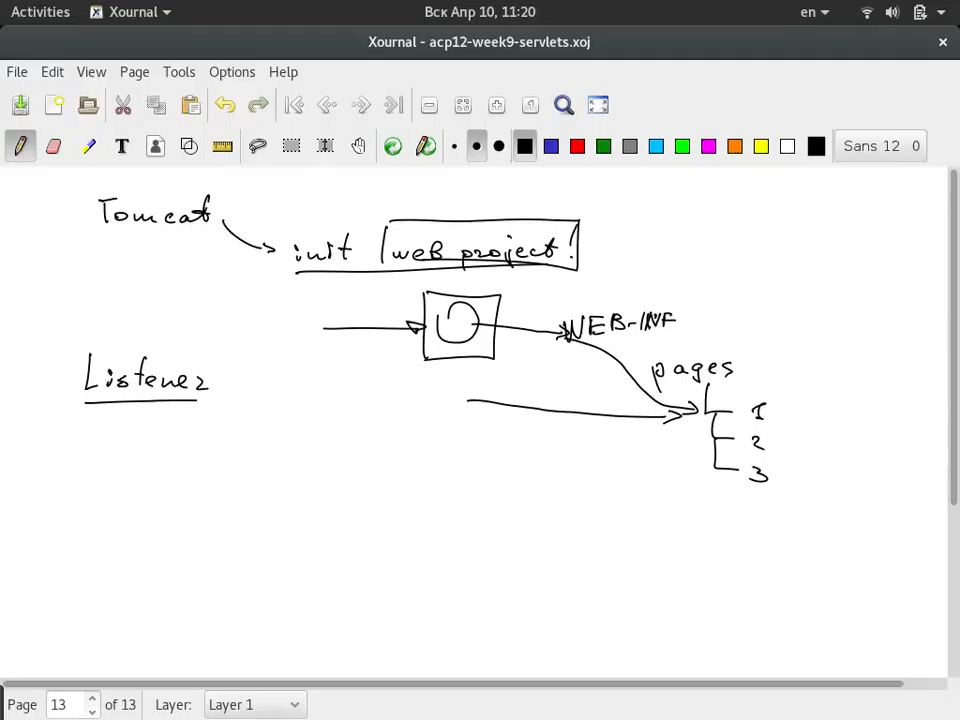 Activities Xournal Вск Апр 10, 11:20 en
Xournal - acp12-week9-servlets.xoj
File Edit View Page Tools Options Help
Sans 12 0
Tomcat
init web project!
WEB-INF
Listener
pages
1
2
3
Page 13 of 13 Layer: Layer 1